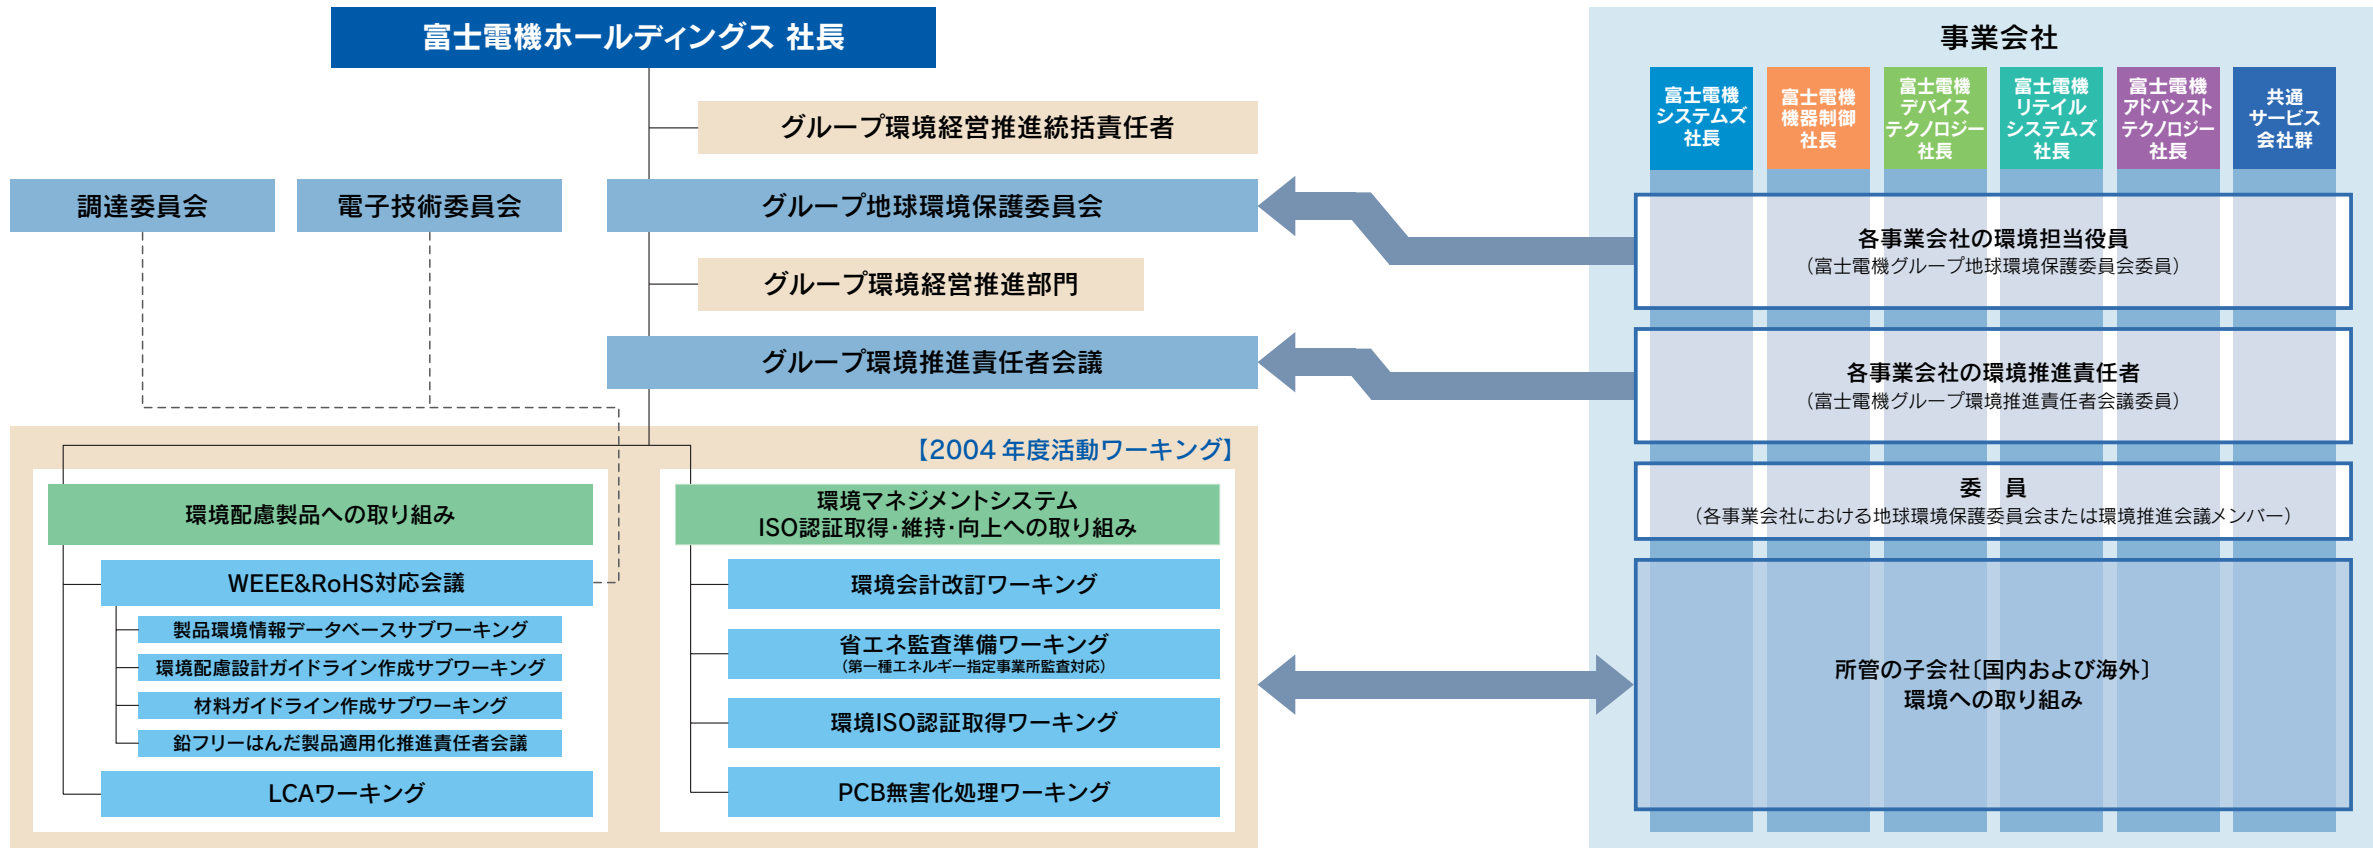 富士電機ホールディングス 社長
グループ環境経営推進統括責任者
調達委員会
電子技術委員会
グループ地球環境保護委員会
グループ環境経営推進部門
グループ環境推進責任者会議
【2004年度活動ワーキング】
環境配慮製品への取り組み
WEEE&RoHS対応会議
製品環境情報データベースサブワーキング
環境配慮設計ガイドライン作成サブワーキング
材料ガイドライン作成サブワーキング
鉛フリーはんだ製品適用化推進責任者会議
LCAワーキング
環境マネジメントシステム
ISO認証取得・維持・向上への取り組み
環境会計改訂ワーキング
省エネ監査準備ワーキング
（第一種エネルギー指定事業所監査対応）
環境ISO認証取得ワーキング
PCB無害化処理ワーキング
事業会社
富士電機
システムズ
社長
富士電機
機器制御
社長
富士電機
デバイス
テクノロジー
社長
富士電機
リテイル
システムズ
社長
富士電機
アドバンスト
テクノロジー
社長
共通
サービス
会社群
各事業会社の環境担当役員
（富士電機グループ地球環境保護委員会委員）
各事業会社の環境推進責任者
（富士電機グループ環境推進責任者会議委員）
委　員
（各事業会社における地球環境保護委員会または環境推進会議メンバー）
所管の子会社〔国内および海外〕
環境への取り組み